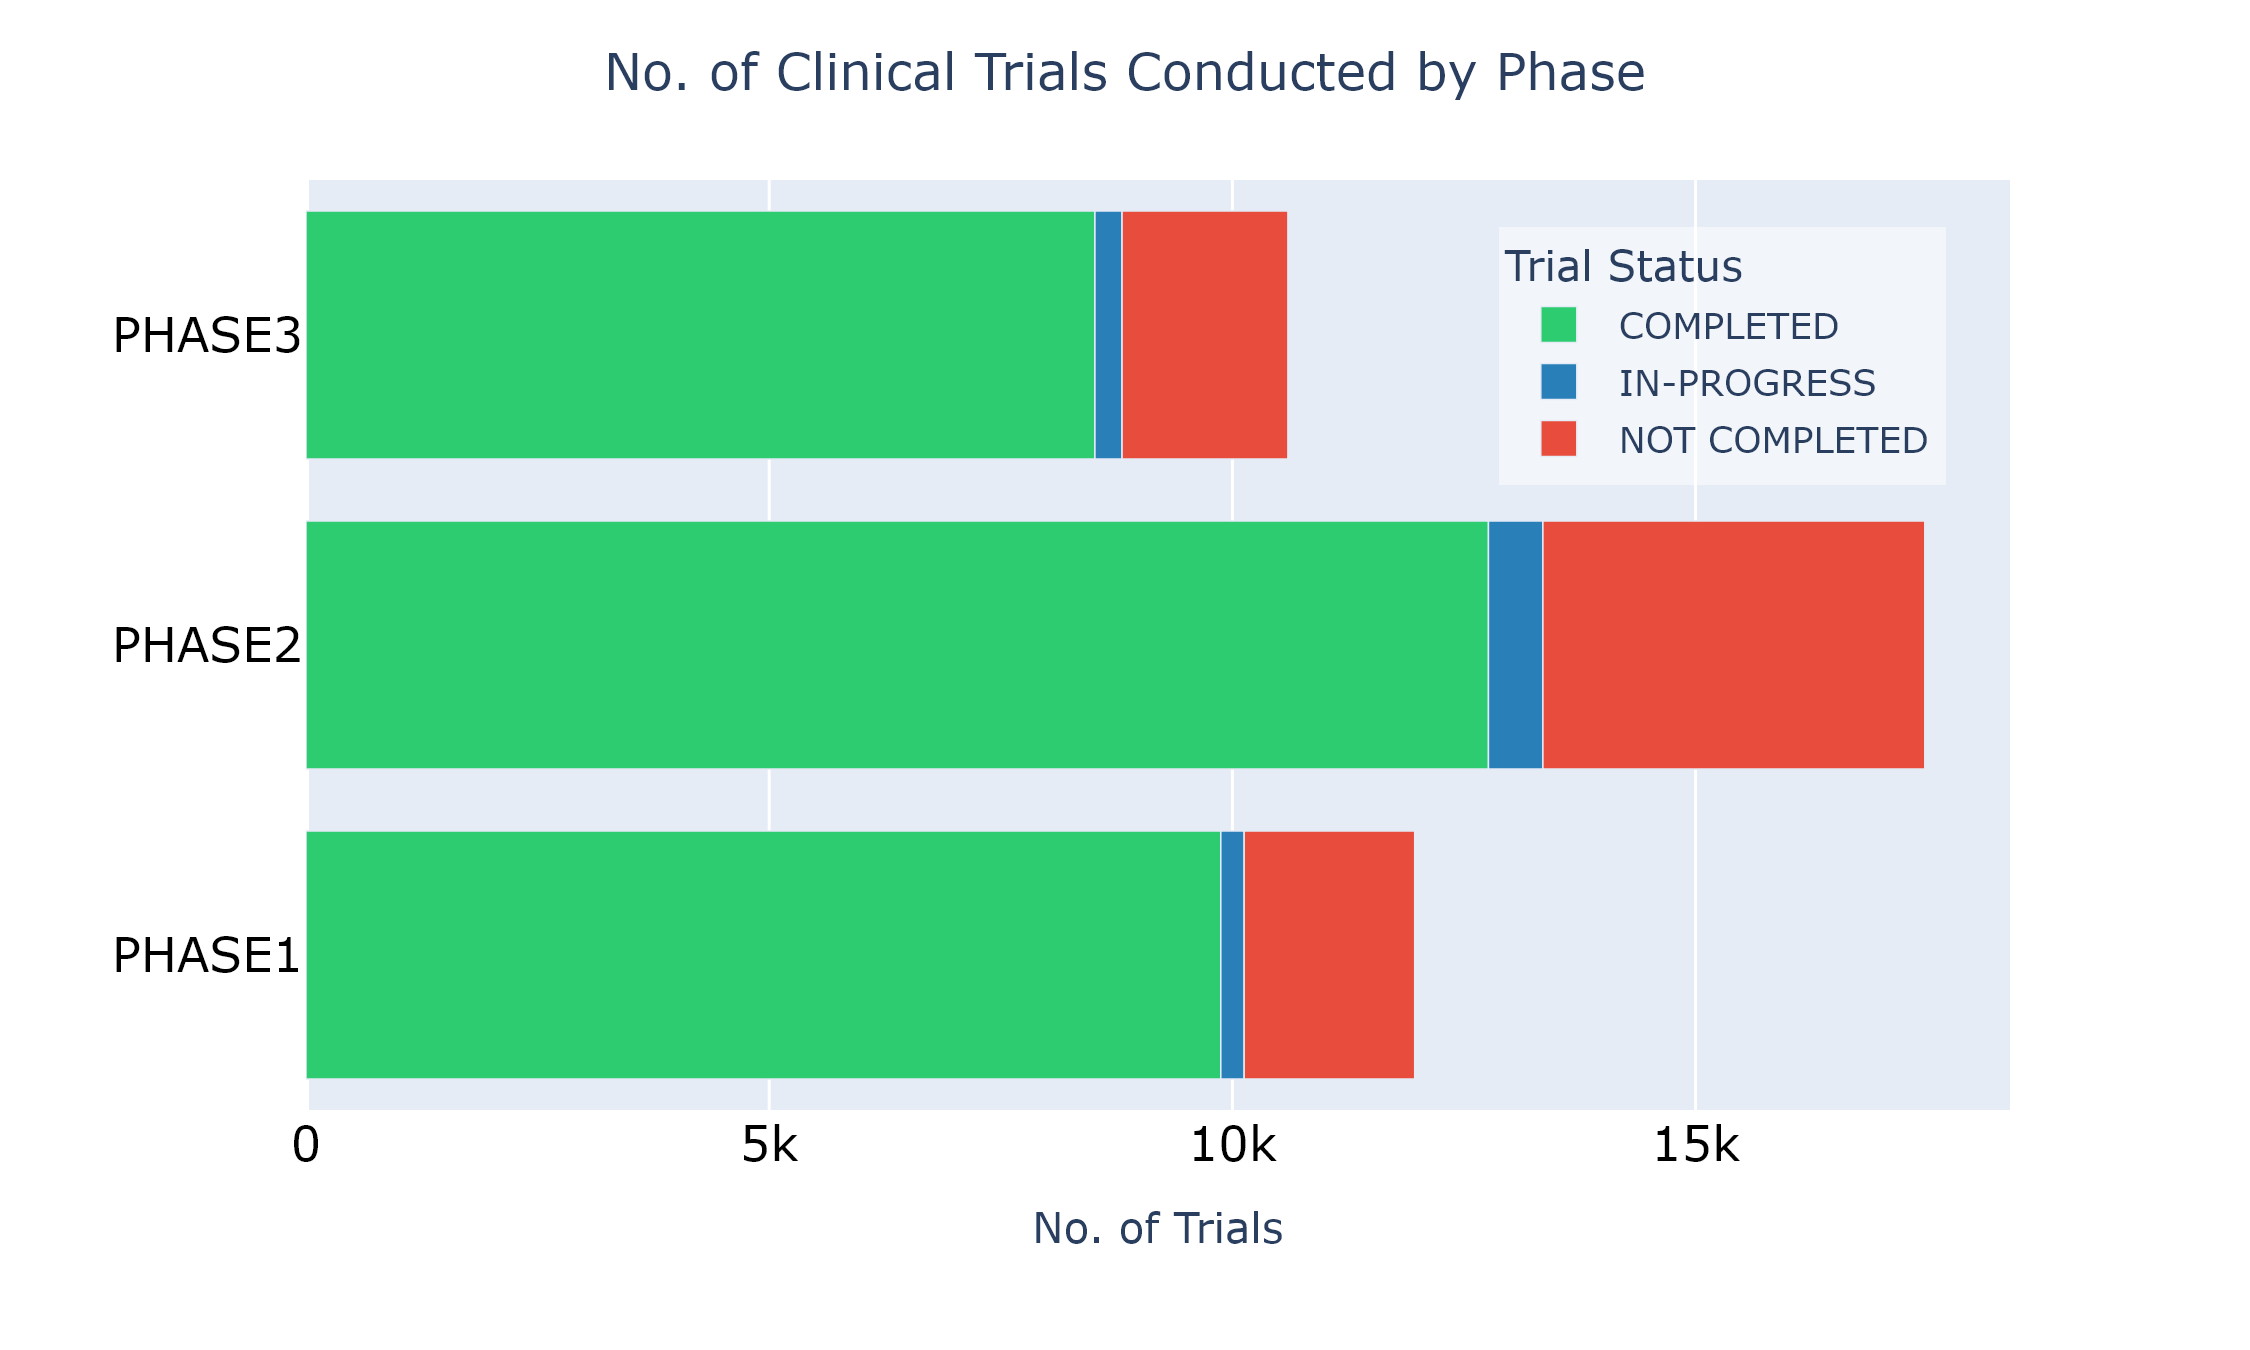 No. of Clinical Trials Conducted by Phase
Trial Status
COMPLETED
IN-PROGRESS
NOT COMPLETED
PHASE3
PHASE2
PHASE1
0 5k 10k 15k
No. of Trials